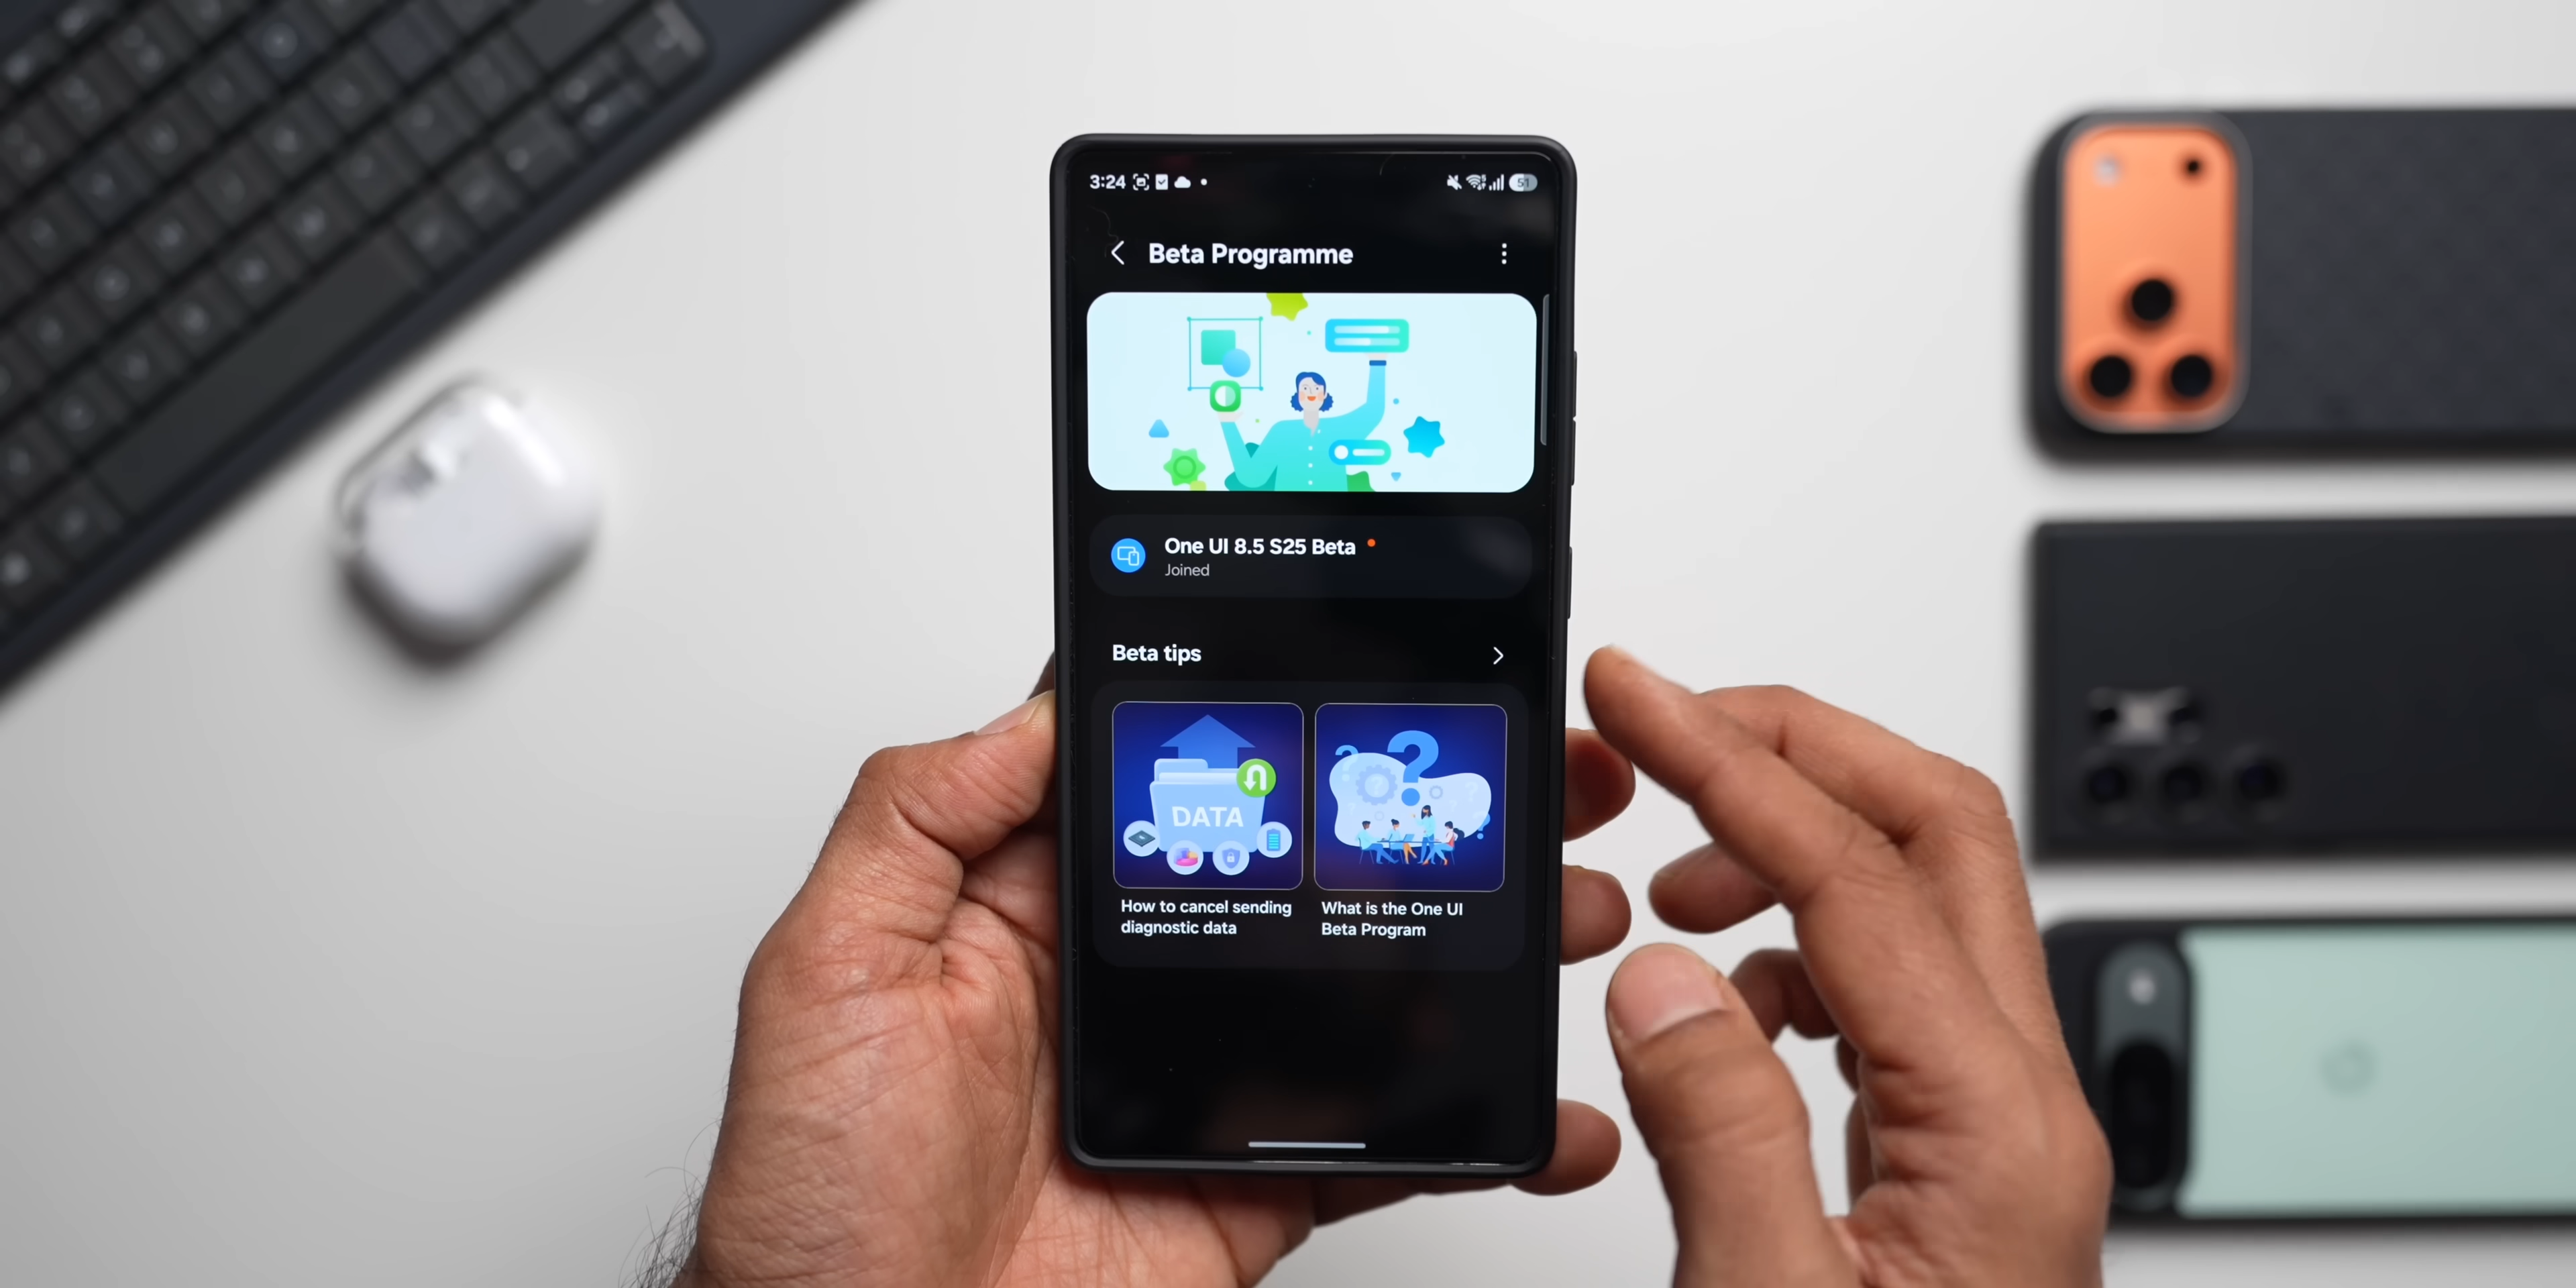 3:24
51
Beta Programme
One UI 8.5 S25 Beta
Joined
Beta tips
DATA
How to cancel sending
diagnostic data
What is the One UI
Beta Program